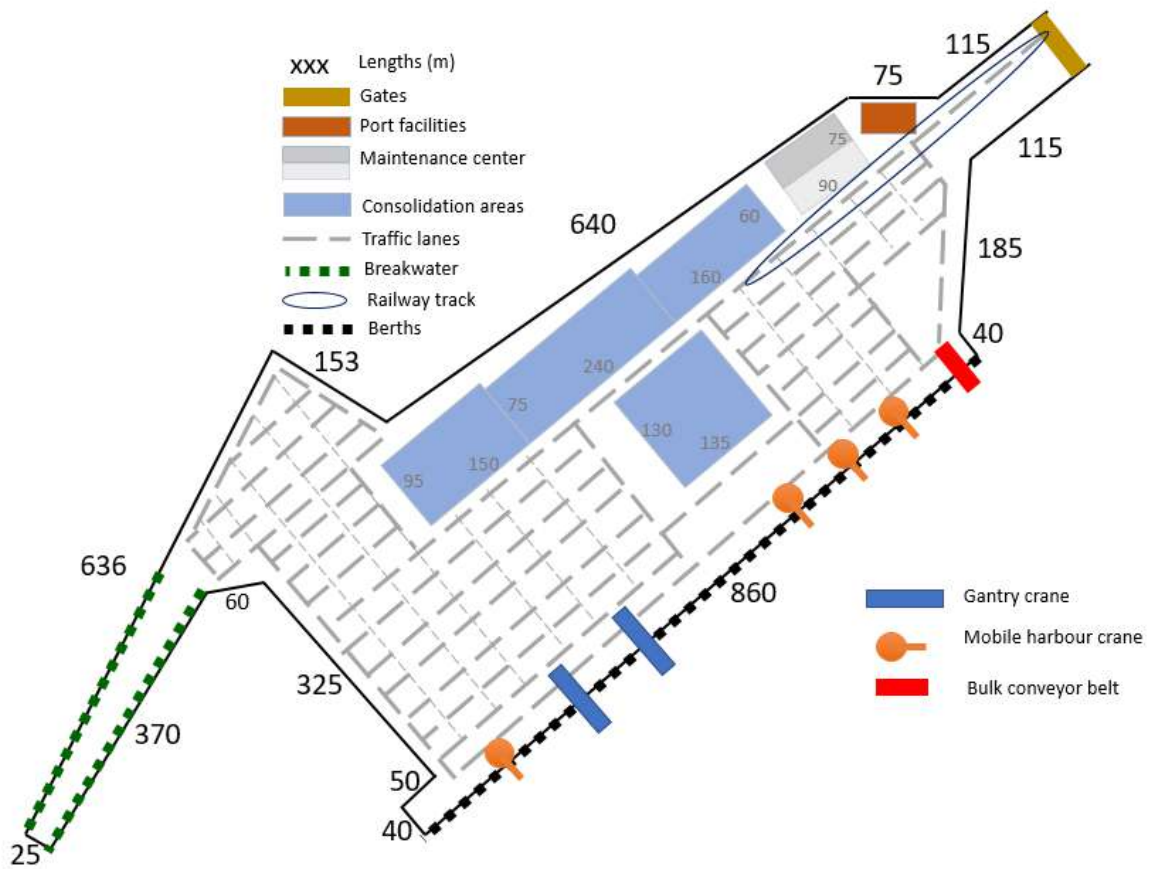 115
75
XXX Lengths (m)
Gates
Port facilities
Maintenance center
Consolidation areas
Traffic lanes
Breakwater
Railway track
Berths
75
115
90
640
60
185
160
40
153
240
75
130
135
150
95
636
60
860
Gantry crane
Mobile harbour crane
Bulk conveyor belt
325
370
50
40
25